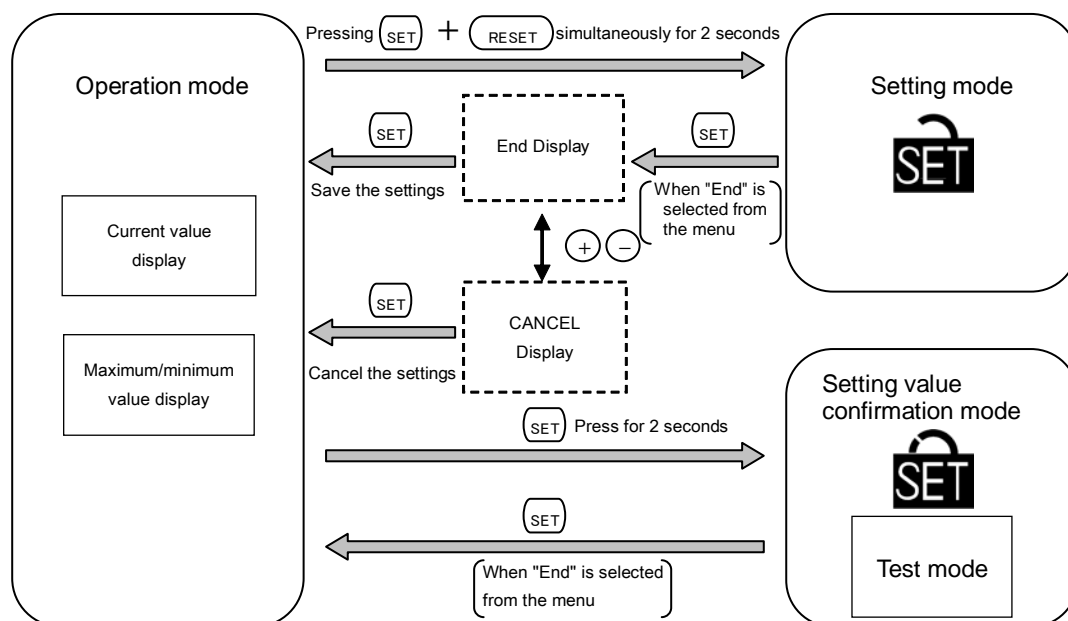 Pressing SET + RESET simultaneously for 2 seconds
Operation mode
Setting mode
SET
SET
End Display
SET
Save the settings
(When "End" is
selected from
the menu)
Current value
display
+ −
SET
CANCEL
Display
Cancel the settings
Maximum/minimum
value display
Setting value
confirmation mode
SET Press for 2 seconds
SET
SET
(When "End" is selected
from the menu)
Test mode